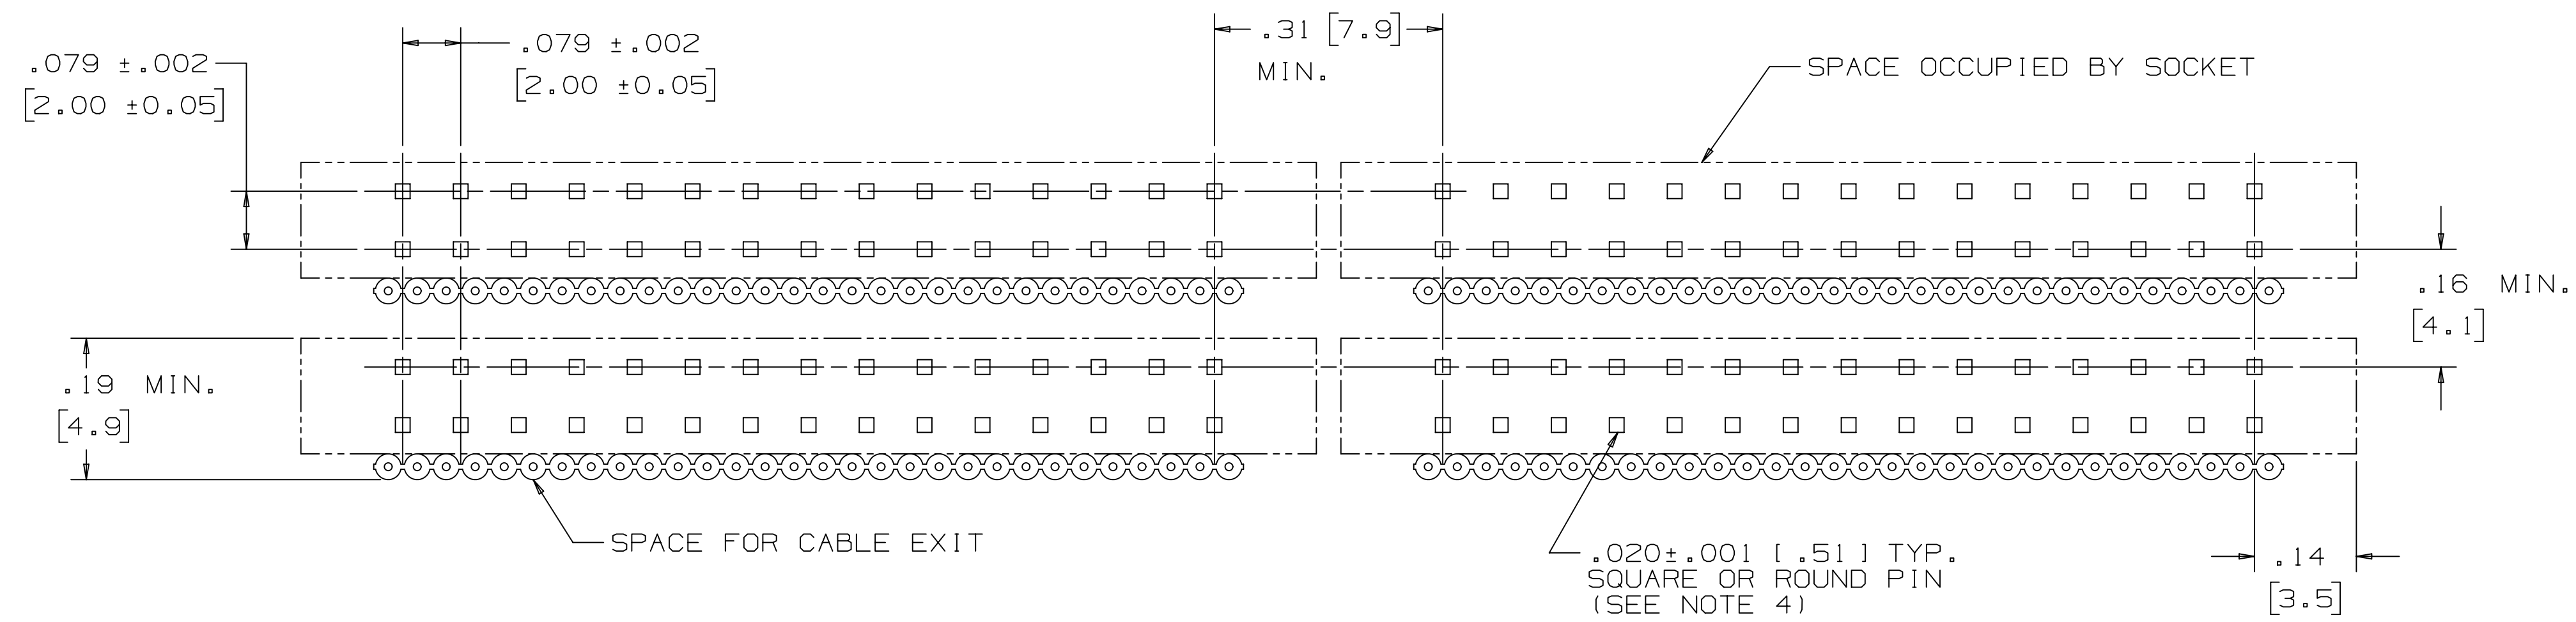 .079 ±.002
[2.00 ±0.05]
.079 ±.002
[2.00 ±0.05]
.31 [7.9]
MIN.
SPACE OCCUPIED BY SOCKET
.16 MIN.
[4.1]
.19 MIN.
[4.9]
SPACE FOR CABLE EXIT
.020±.001 [ .51 ] TYP.
SQUARE OR ROUND PIN
(SEE NOTE 4)
.14
[3.5]